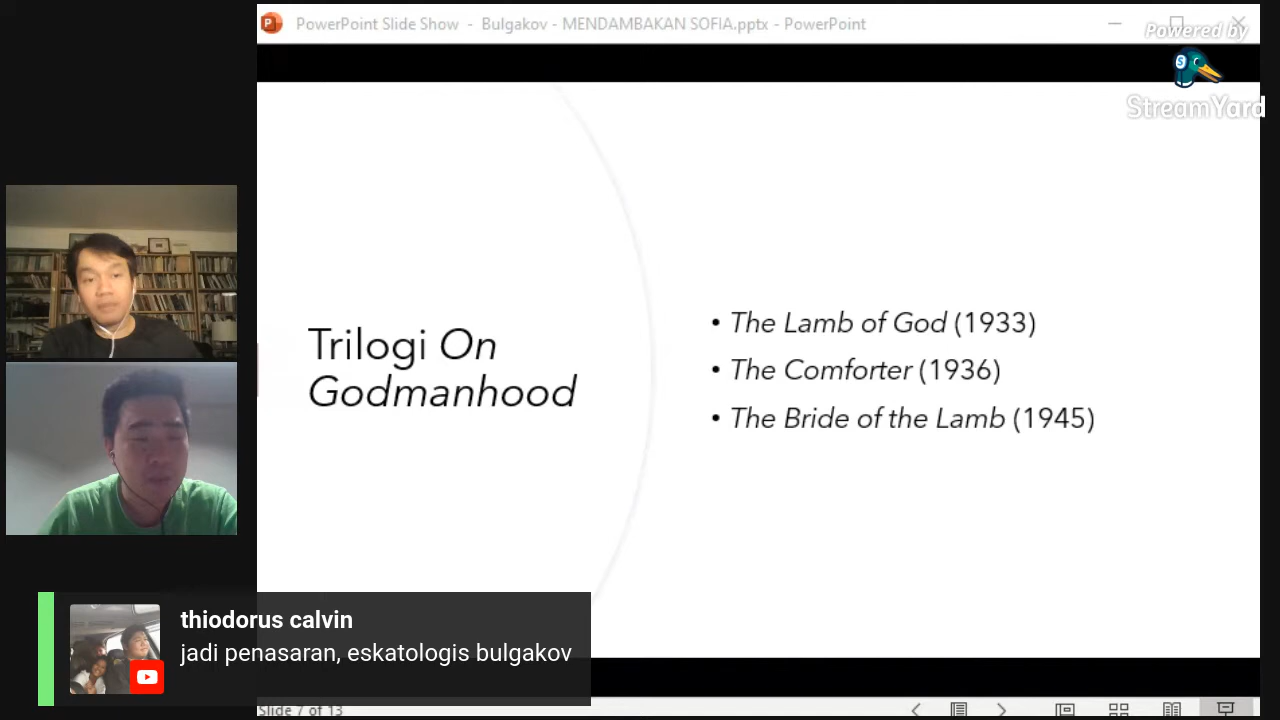 PowerPoint Slide Show - Bulgakov - MENDAMBAKAN SOFIA.pptx - PowerPoint
Powered by
StreamYard
Trilogi On
Godmanhood
• The Lamb of God (1933)
• The Comforter (1936)
• The Bride of the Lamb (1945)
thiodorus calvin
jadi penasaran, eskatologis bulgakov
Slide 7 of 13